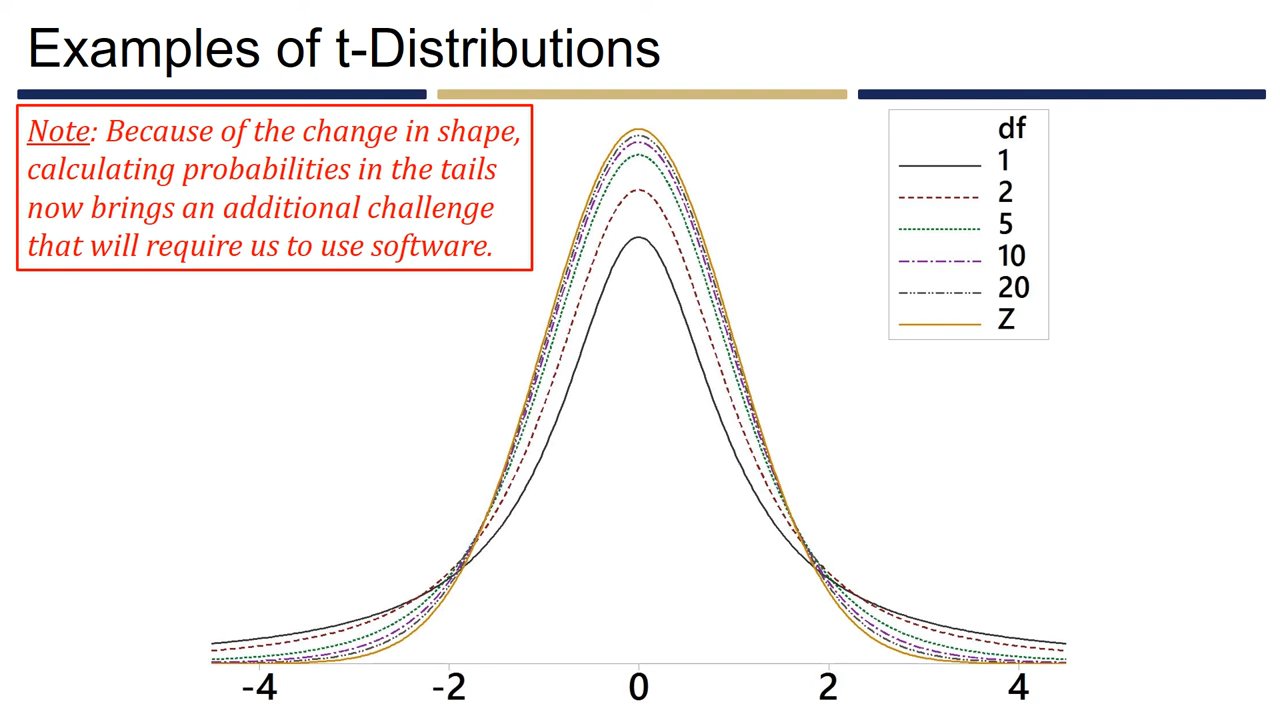 Examples of t-Distributions
Note: Because of the change in shape,
calculating probabilities in the tails
now brings an additional challenge
that will require us to use software.
df
1
2
5
10
20
Z
-4 -2 0 2 4